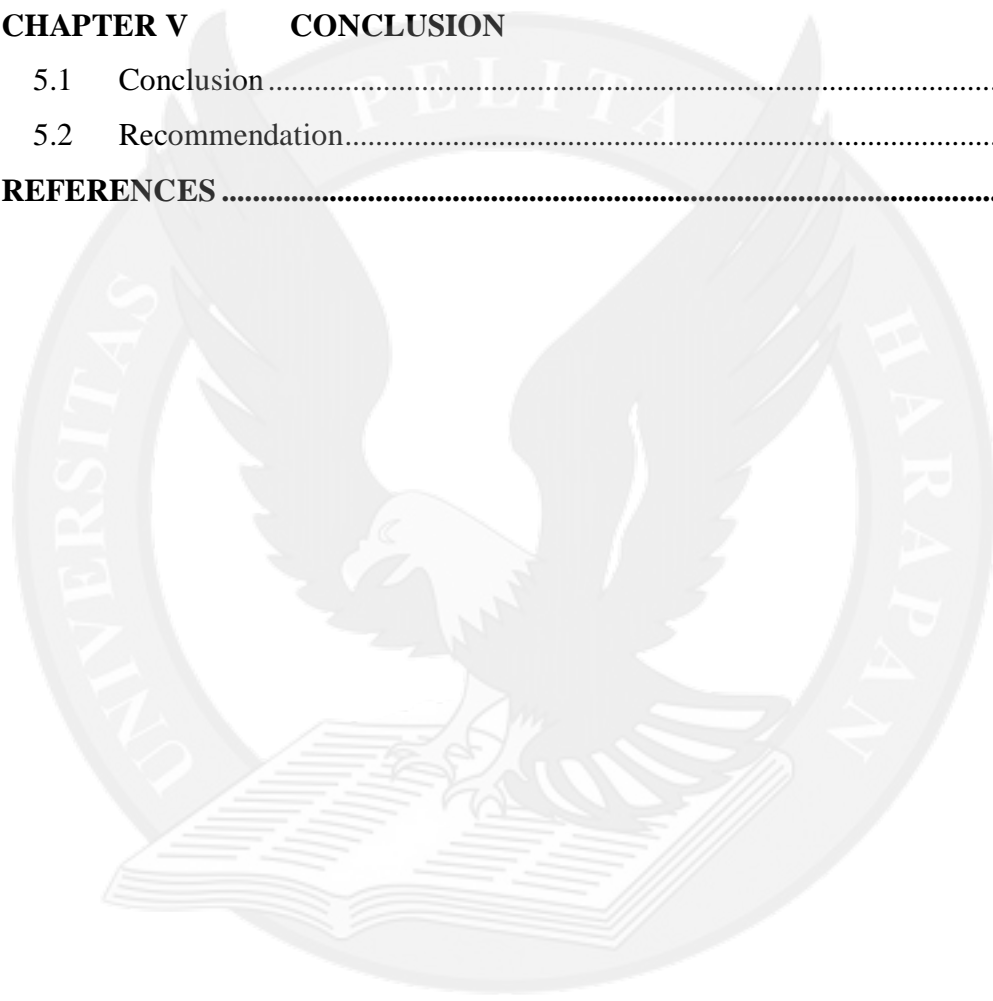 CHAPTER V CONCLUSION
5.1 Conclusion ..........................................................................................
5.2 Recommendation................................................................................
REFERENCES ..........................................................................................
UNIVERSITAS PELITA HARAPAN